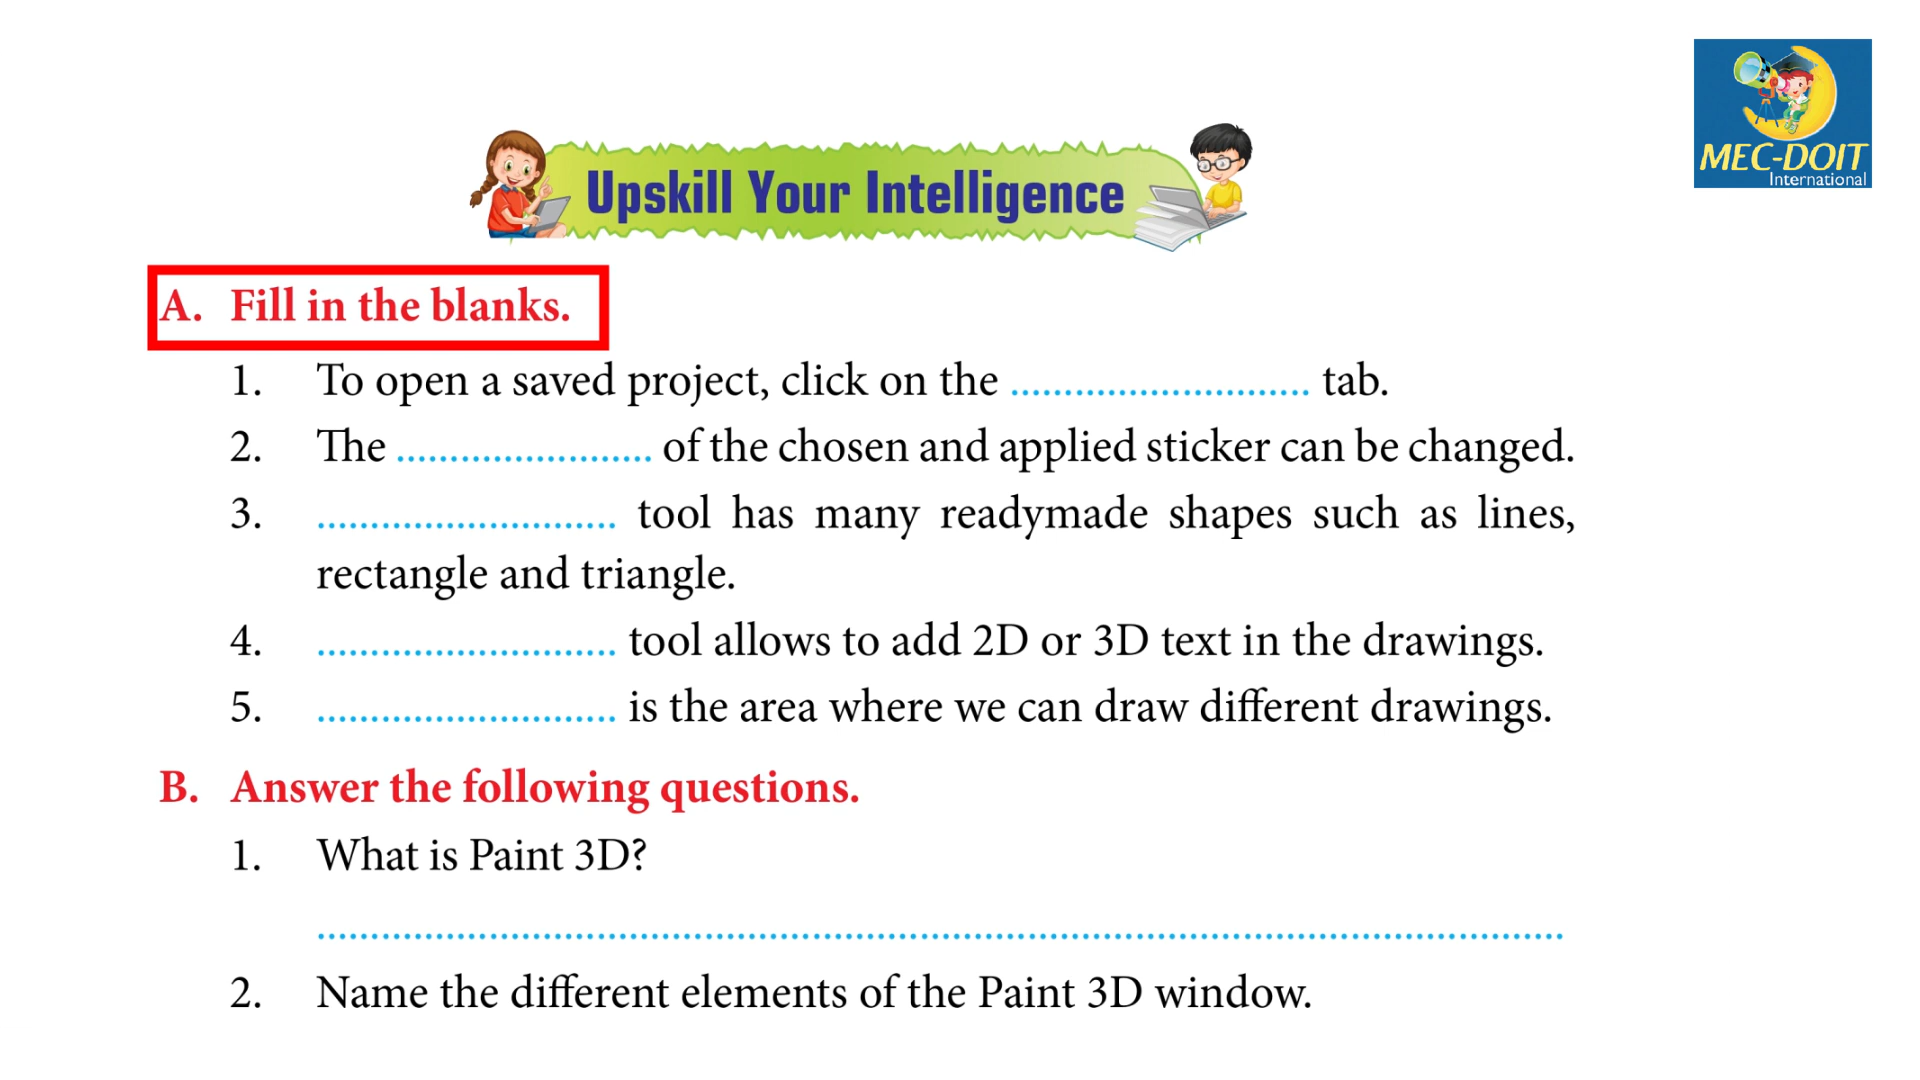 MEC-DOIT
International
Upskill Your Intelligence
A. Fill in the blanks.
1. To open a saved project, click on the ............................ tab.
2. The ........................ of the chosen and applied sticker can be changed.
3. ............................ tool has many readymade shapes such as lines,
rectangle and triangle.
4. ............................ tool allows to add 2D or 3D text in the drawings.
5. ............................ is the area where we can draw different drawings.
B. Answer the following questions.
1. What is Paint 3D?
.....................................................................................................................
2. Name the different elements of the Paint 3D window.